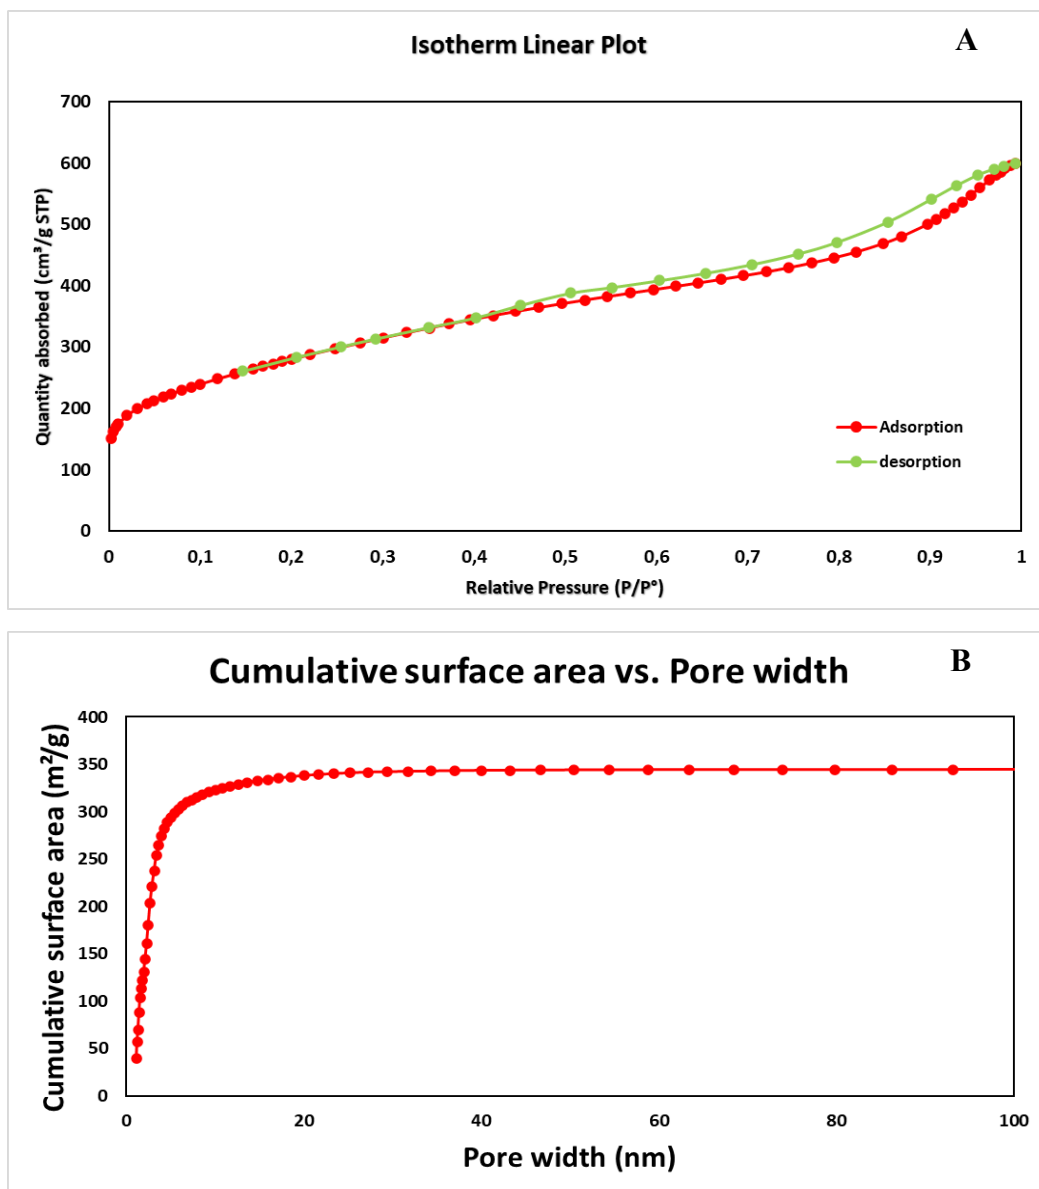 Isotherm Linear Plot
A
Quantity absorbed (cm³/g STP)
700
600
500
400
300
200
100
0
0 0,1 0,2 0,3 0,4 0,5 0,6 0,7 0,8 0,9 1
Relative Pressure (P/P°)
Adsorption
desorption
Cumulative surface area vs. Pore width
B
Cumulative surface area (m²/g)
400
350
300
250
200
150
100
50
0
0 20 40 60 80 100
Pore width (nm)